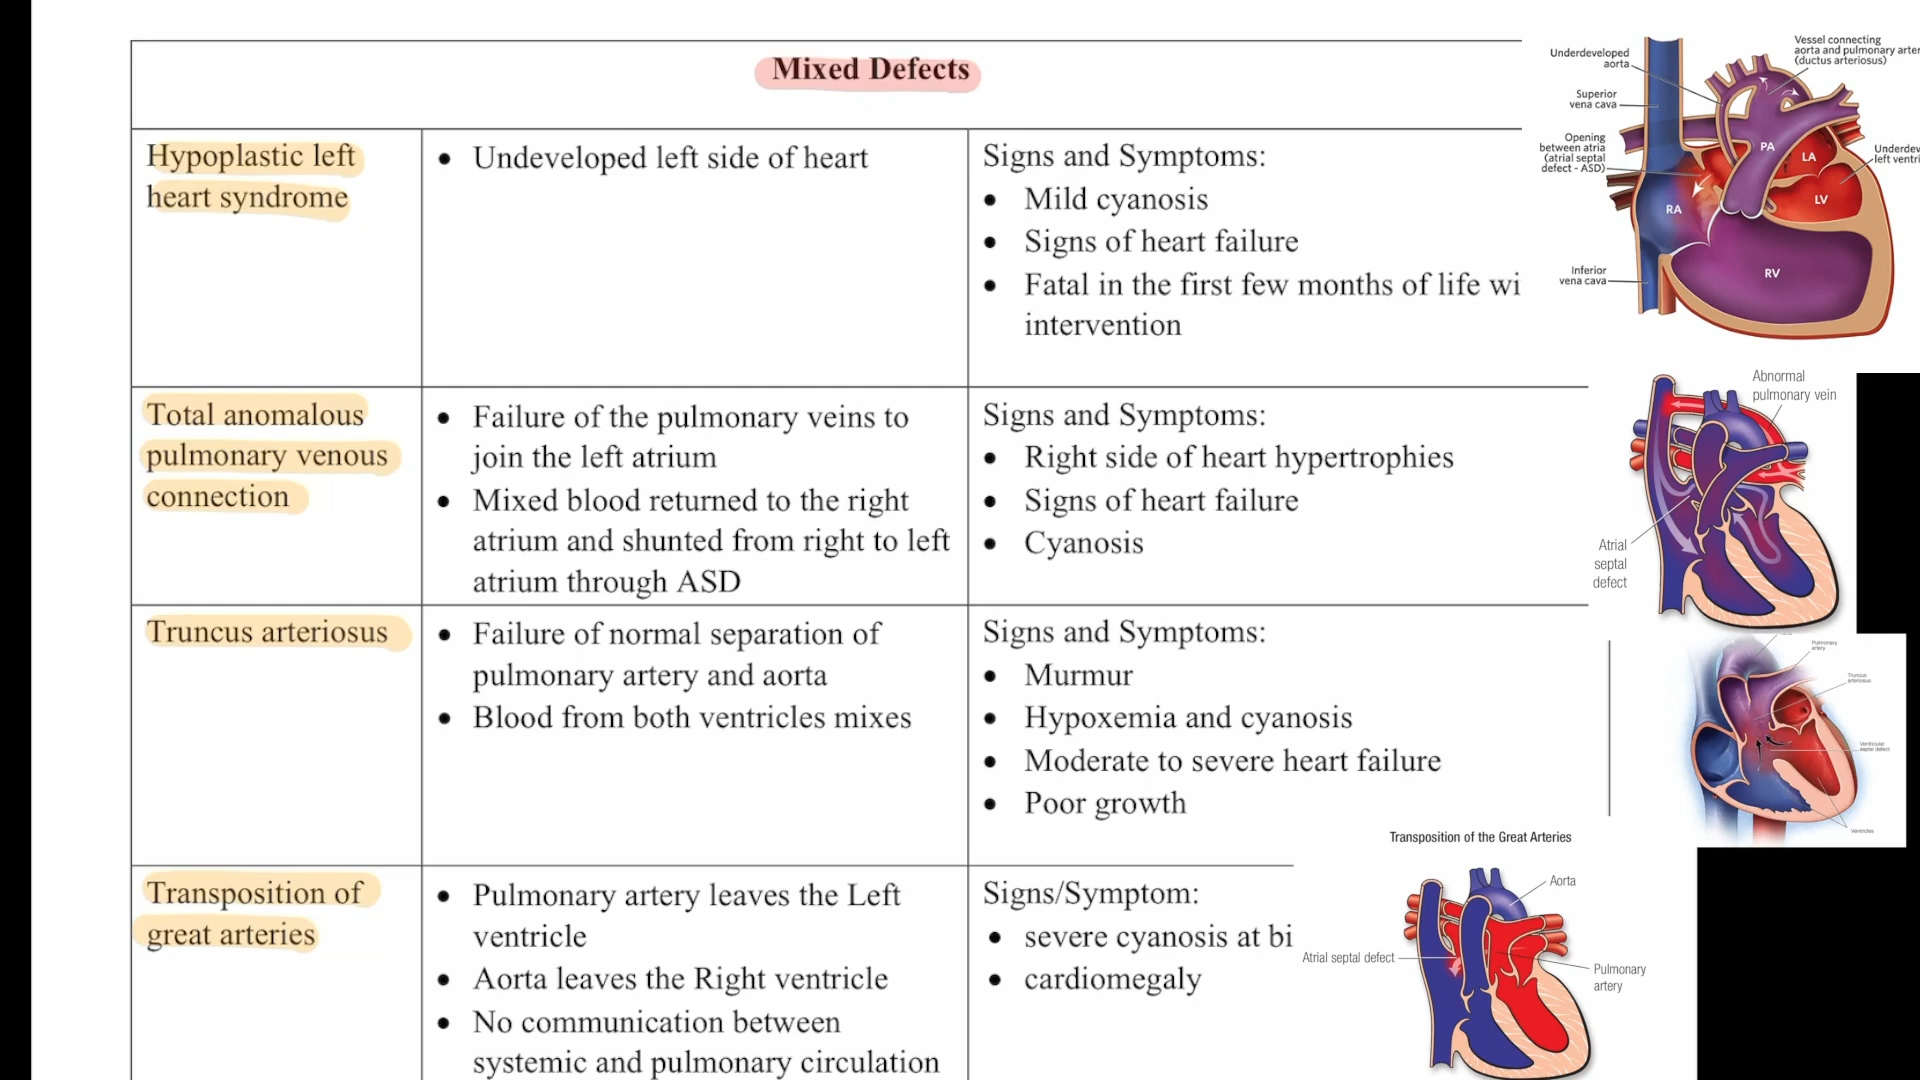 Mixed Defects
Hypoplastic left
heart syndrome
• Undeveloped left side of heart
Signs and Symptoms:
• Mild cyanosis
• Signs of heart failure
• Fatal in the first few months of life wi
intervention
Underdeveloped
aorta
Superior
vena cava
Opening
between atria
(atrial septal
defect - ASD)
Inferior
vena cava
Vessel connecting
aorta and pulmonary arter
(ductus arteriosus)
Underdev
left ventri
PA
LA
LV
RA
RV
Total anomalous
pulmonary venous
connection
• Failure of the pulmonary veins to
join the left atrium
• Mixed blood returned to the right
atrium and shunted from right to left
atrium through ASD
Signs and Symptoms:
• Right side of heart hypertrophies
• Signs of heart failure
• Cyanosis
Abnormal
pulmonary vein
Atrial
septal
defect
Truncus arteriosus
• Failure of normal separation of
pulmonary artery and aorta
• Blood from both ventricles mixes
Signs and Symptoms:
• Murmur
• Hypoxemia and cyanosis
• Moderate to severe heart failure
• Poor growth
Pulmonary
artery
Truncus
arteriosus
Ventricular
septal defect
Ventricles
Transposition of
great arteries
• Pulmonary artery leaves the Left
ventricle
• Aorta leaves the Right ventricle
• No communication between
systemic and pulmonary circulation
Signs/Symptom:
• severe cyanosis at bi
• cardiomegaly
Transposition of the Great Arteries
Aorta
Atrial septal defect
Pulmonary
artery